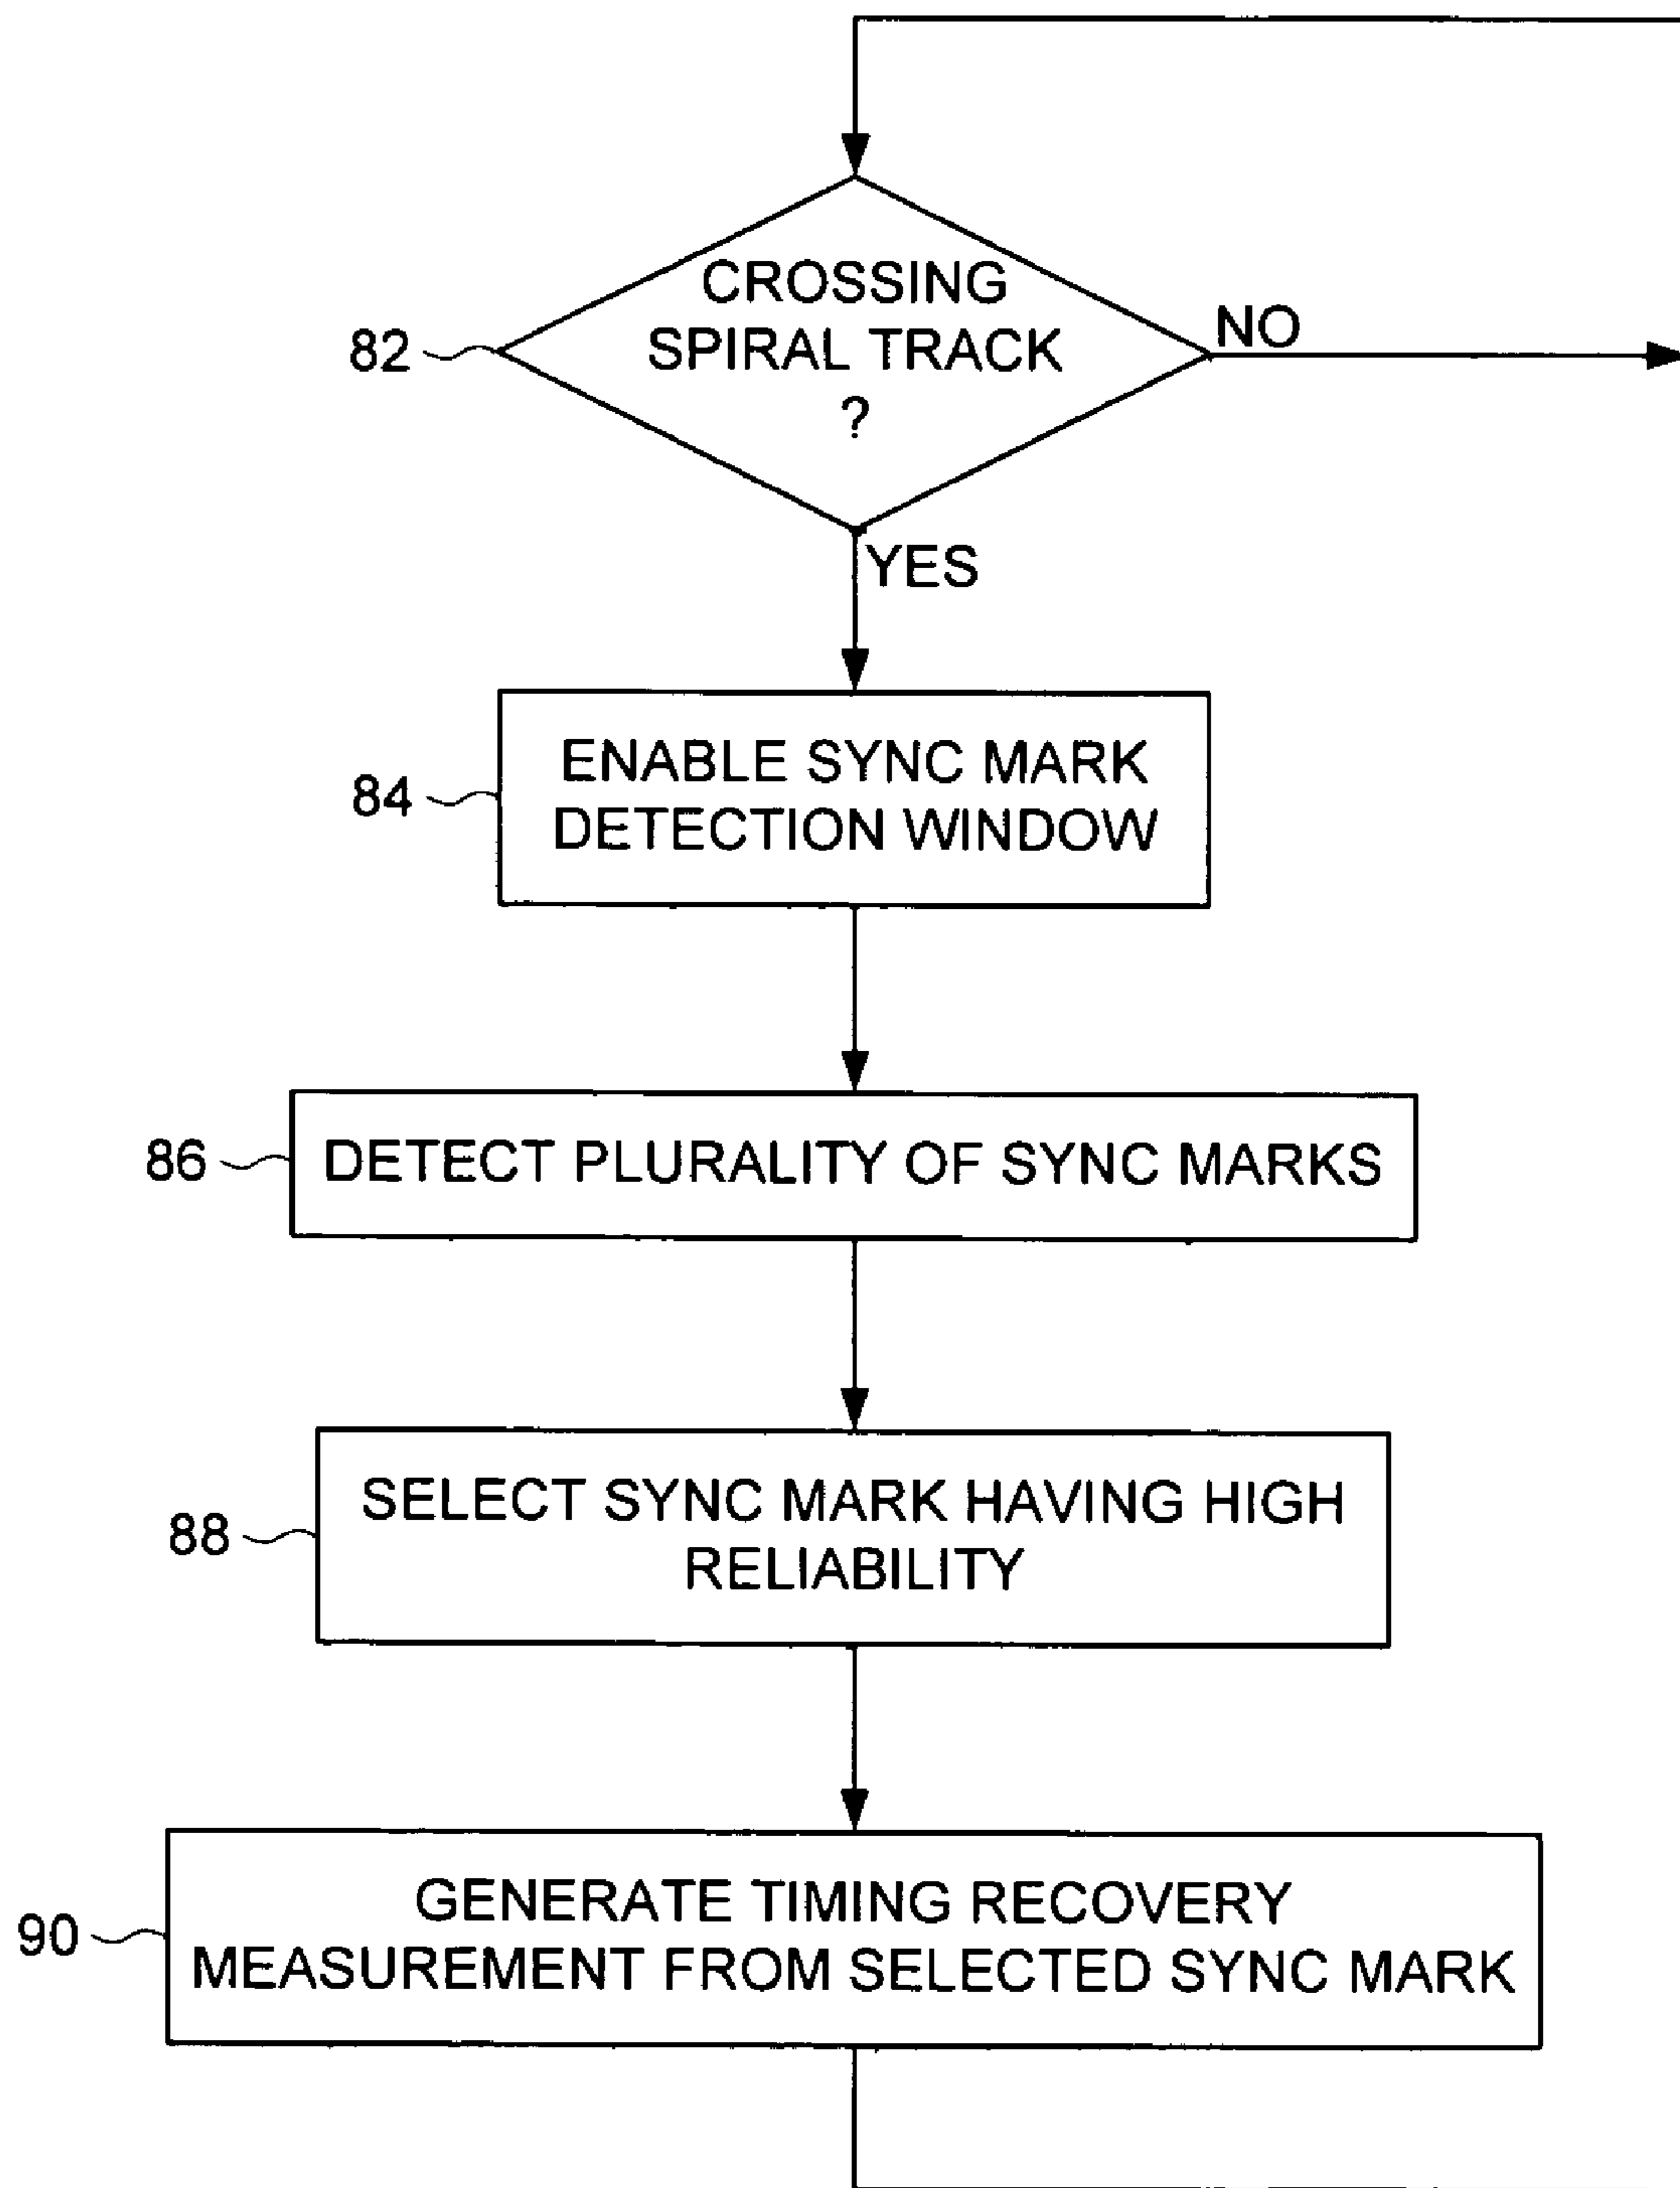 CROSSING
SPIRAL TRACK
?
82
NO
YES
84
ENABLE SYNC MARK
DETECTION WINDOW
86
DETECT PLURALITY OF SYNC MARKS
88
SELECT SYNC MARK HAVING HIGH
RELIABILITY
90
GENERATE TIMING RECOVERY
MEASUREMENT FROM SELECTED SYNC MARK